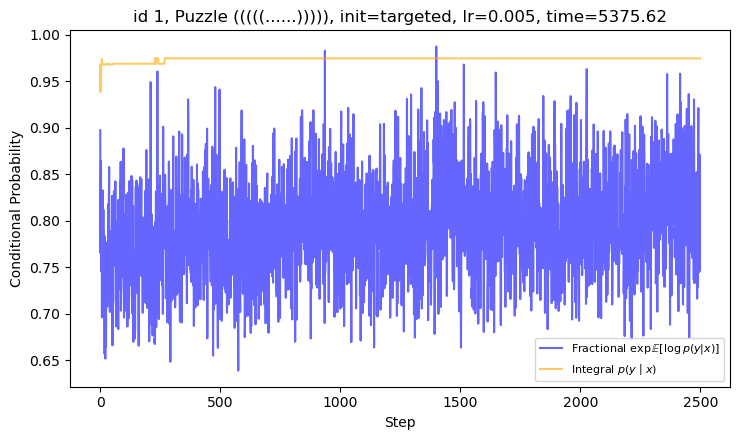 id 1, Puzzle (((((......))))), init=targeted, lr=0.005, time=5375.62
Conditional Probability
1.00
0.95
0.90
0.85
0.80
0.75
0.70
0.65
Fractional exp𝔼[log p(y|x)]
Integral p(y | x)
0
500
1000
1500
2000
2500
Step